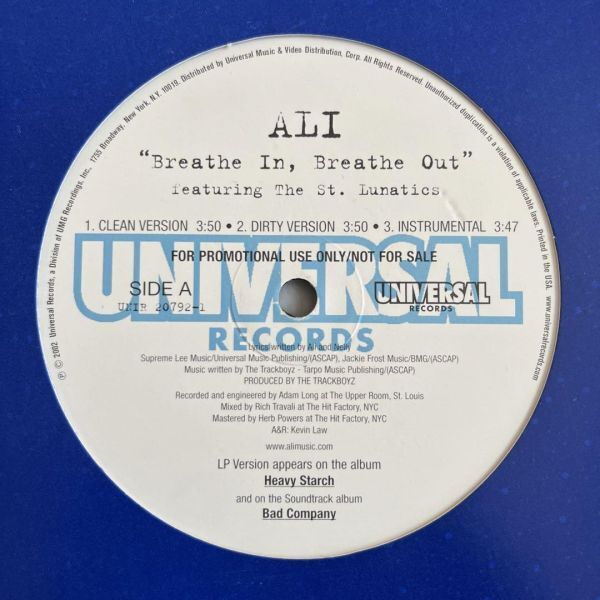 ℗ © 2002 Universal Records, a Division of UMG Recordings, Inc., 1755 Broadway, New York, N.Y. 10019. Distributed by Universal Music & Video Distribution, Corp. All Rights Reserved. Unauthorized duplication is a violation of applicable laws. Printed in the USA. www.universalrecords.com
ALI
"Breathe In, Breathe Out"
featuring The St. Lunatics
1. CLEAN VERSION 3:50 • 2. DIRTY VERSION 3:50 • 3. INSTRUMENTAL 3:47
FOR PROMOTIONAL USE ONLY/NOT FOR SALE
UNIVERSAL
RECORDS
SIDE A
UNIR 20792-1
UNIVERSAL
RECORDS
Lyrics written by Ali and Nelly
Supreme Lee Music/Universal Music Publishing/(ASCAP), Jackie Frost Music/BMG/(ASCAP)
Music written by The Trackboyz - Tarpo Music Publishing/(ASCAP)
PRODUCED BY THE TRACKBOYZ
Recorded and engineered by Adam Long at The Upper Room, St. Louis
Mixed by Rich Travali at The Hit Factory, NYC
Mastered by Herb Powers at The Hit Factory, NYC
A&R: Kevin Law
www.alimusic.com
LP Version appears on the album
Heavy Starch
and on the Soundtrack album
Bad Company